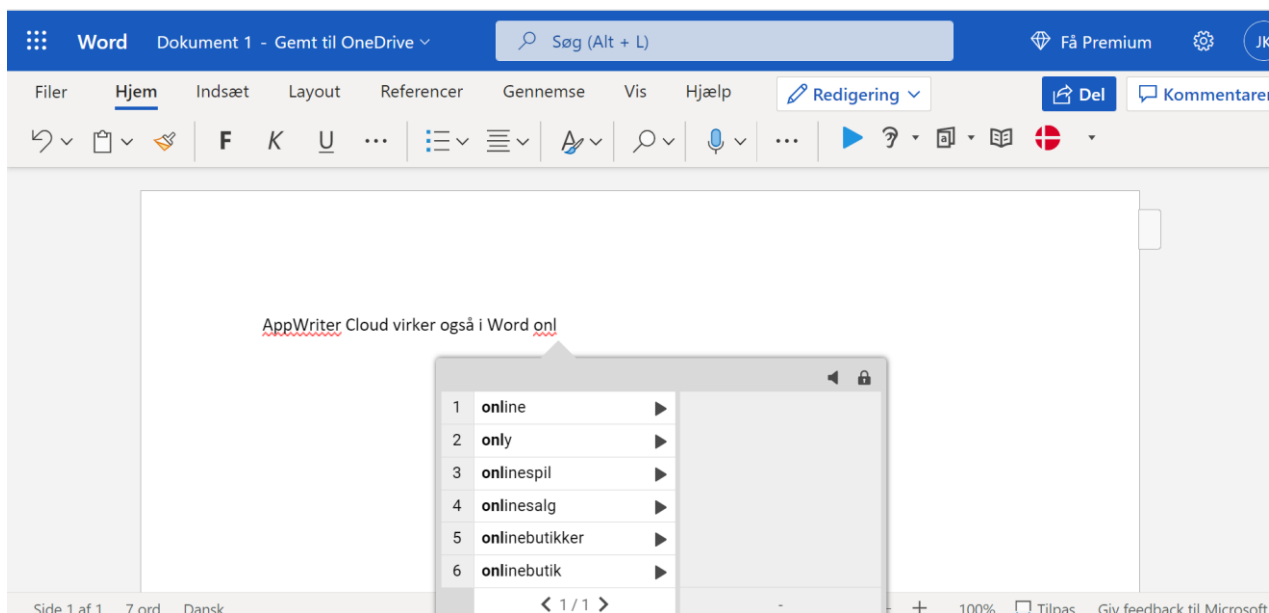 Word Dokument 1 - Gemt til OneDrive Søg (Alt + L) Få Premium JK
Filer Hjem Indsæt Layout Referencer Gennemse Vis Hjælp Redigering Del Kommentarer
F K U ... ... a
AppWriter Cloud virker også i Word onl
1 online
2 only
3 onlinespil
4 onlinesalg
5 onlinebutikker
6 onlinebutik
1 / 1 -
Side 1 af 1 7 ord Dansk - + 100% Tilpas Giv feedback til Microsoft